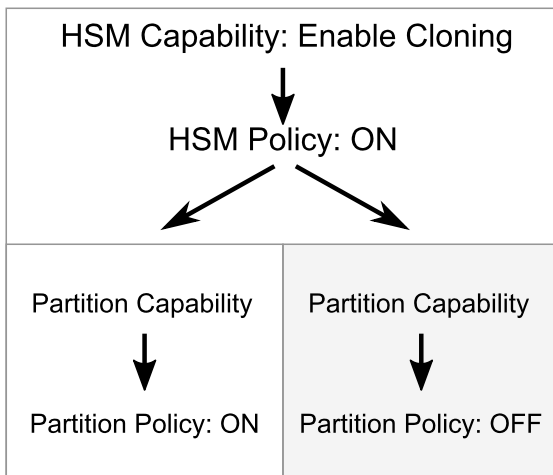 HSM Capability: Enable Cloning
HSM Policy: ON
Partition Capability
Partition Policy: ON
Partition Capability
Partition Policy: OFF